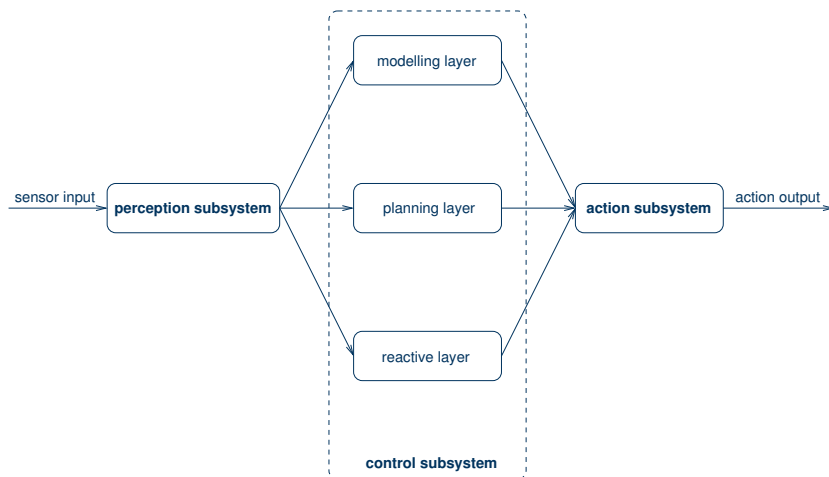 modelling layer
sensor input
perception subsystem
planning layer
action subsystem
action output
reactive layer
control subsystem